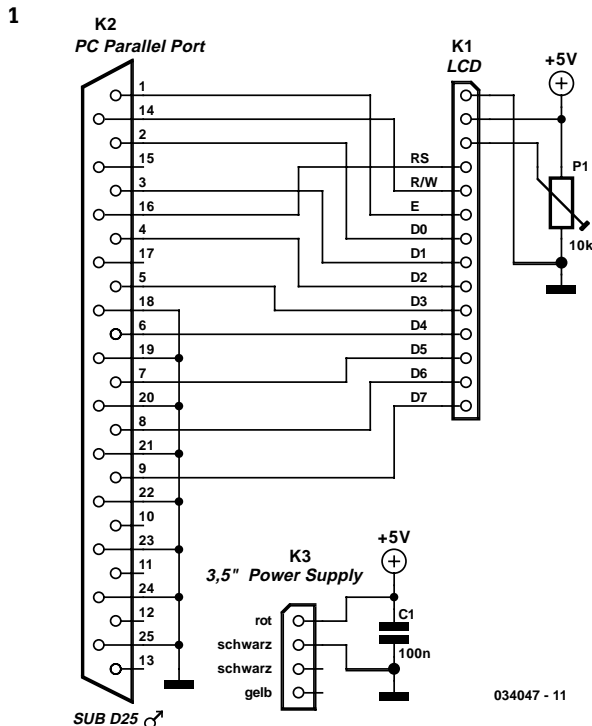 1
K2
PC Parallel Port
1
14
2
15
3
16
4
17
5
18
6
19
7
20
8
21
9
22
10
23
11
24
12
25
13
SUB D25 ♂
K1
LCD
RS
R/W
E
D0
D1
D2
D3
D4
D5
D6
D7
+5V
P1
10k
K3
3,5" Power Supply
rot
schwarz
schwarz
gelb
+5V
C1
100n
034047 - 11